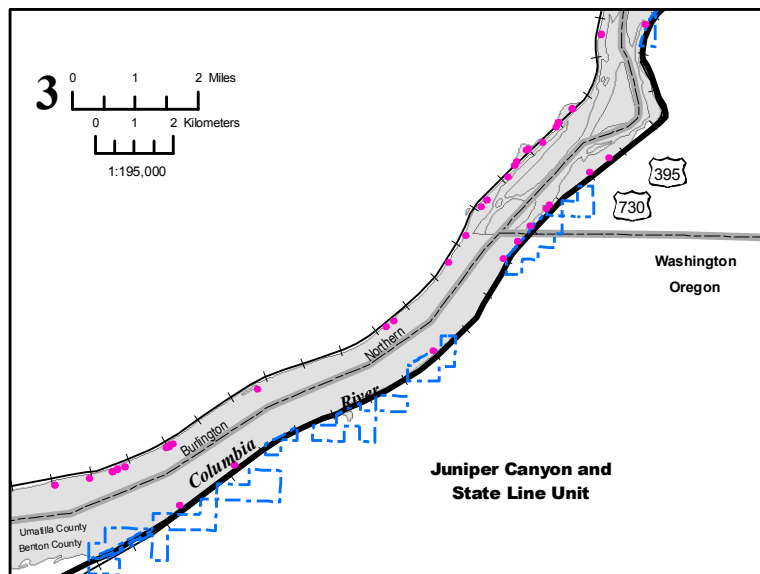 3
0 1 2 Miles
0 1 2 Kilometers
1:195,000
395
730
Washington
Oregon
Northern
River
Burlington
Columbia
Juniper Canyon and
State Line Unit
Umatilla County
Benton County